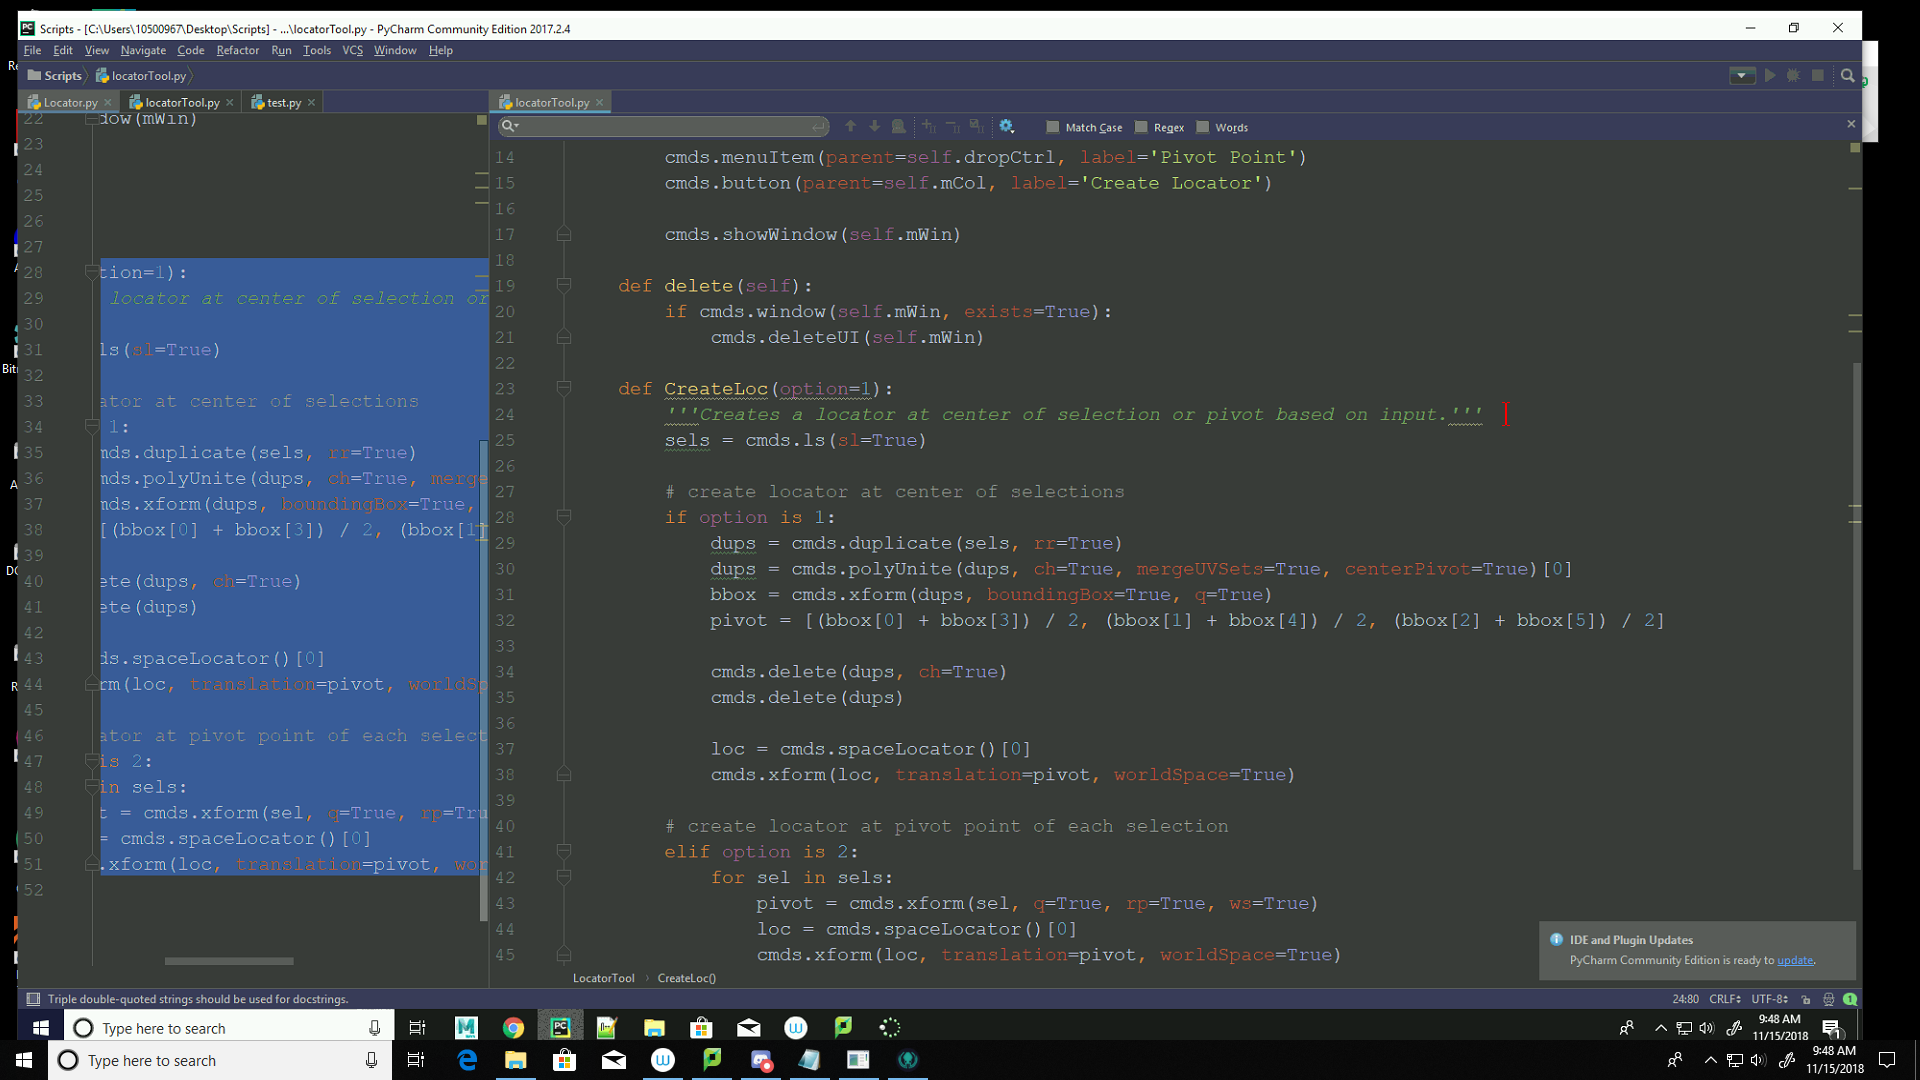 Scripts - [C:\Users\10500967\Desktop\Scripts] - ...\locatorTool.py - PyCharm Community Edition 2017.2.4
File Edit View Navigate Code Refactor Run Tools VCS Window Help
Scripts locatorTool.py
Locator.py locatorTool.py test.py
22 dow(mWin)
23
24
25
26
27
28 tion=1):
29 locator at center of selection or
30
31 ls(sl=True)
32
33 ator at center of selections
34 1:
35 mds.duplicate(sels, rr=True)
36 mds.polyUnite(dups, ch=True, merge
37 mds.xform(dups, boundingBox=True,
38 [(bbox[0] + bbox[3]) / 2, (bbox[1]
39
40 ete(dups, ch=True)
41 ete(dups)
42
43 ds.spaceLocator()[0]
44 rm(loc, translation=pivot, worldSp
45
46 ator at pivot point of each select
47 is 2:
48 in sels:
49 t = cmds.xform(sel, q=True, rp=Tru
50 = cmds.spaceLocator()[0]
51 .xform(loc, translation=pivot, wor
52
locatorTool.py
Match Case Regex Words
14 cmds.menuItem(parent=self.dropCtrl, label='Pivot Point')
15 cmds.button(parent=self.mCol, label='Create Locator')
16
17 cmds.showWindow(self.mWin)
18
19 def delete(self):
20 if cmds.window(self.mWin, exists=True):
21 cmds.deleteUI(self.mWin)
22
23 def CreateLoc(option=1):
24 '''Creates a locator at center of selection or pivot based on input.'''
25 sels = cmds.ls(sl=True)
26
27 # create locator at center of selections
28 if option is 1:
29 dups = cmds.duplicate(sels, rr=True)
30 dups = cmds.polyUnite(dups, ch=True, mergeUVSets=True, centerPivot=True)[0]
31 bbox = cmds.xform(dups, boundingBox=True, q=True)
32 pivot = [(bbox[0] + bbox[3]) / 2, (bbox[1] + bbox[4]) / 2, (bbox[2] + bbox[5]) / 2]
33
34 cmds.delete(dups, ch=True)
35 cmds.delete(dups)
36
37 loc = cmds.spaceLocator()[0]
38 cmds.xform(loc, translation=pivot, worldSpace=True)
39
40 # create locator at pivot point of each selection
41 elif option is 2:
42 for sel in sels:
43 pivot = cmds.xform(sel, q=True, rp=True, ws=True)
44 loc = cmds.spaceLocator()[0]
45 cmds.xform(loc, translation=pivot, worldSpace=True)
LocatorTool CreateLoc()
IDE and Plugin Updates
PyCharm Community Edition is ready to update.
Triple double-quoted strings should be used for docstrings.
24:80 CRLF UTF-8 1
Type here to search
9:48 AM
11/15/2018
1
Type here to search
9:48 AM
11/15/2018